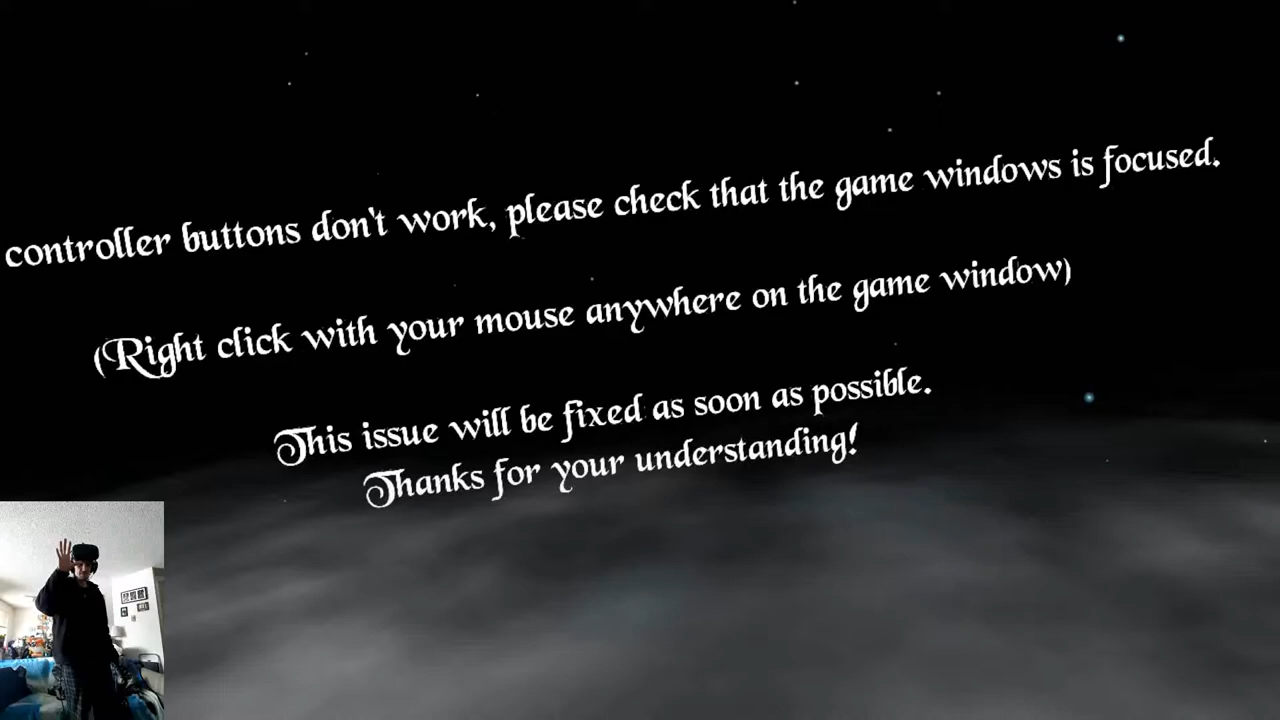 controller buttons don't work, please check that the game windows is focused.
(Right click with your mouse anywhere on the game window)
This issue will be fixed as soon as possible.
Thanks for your understanding!